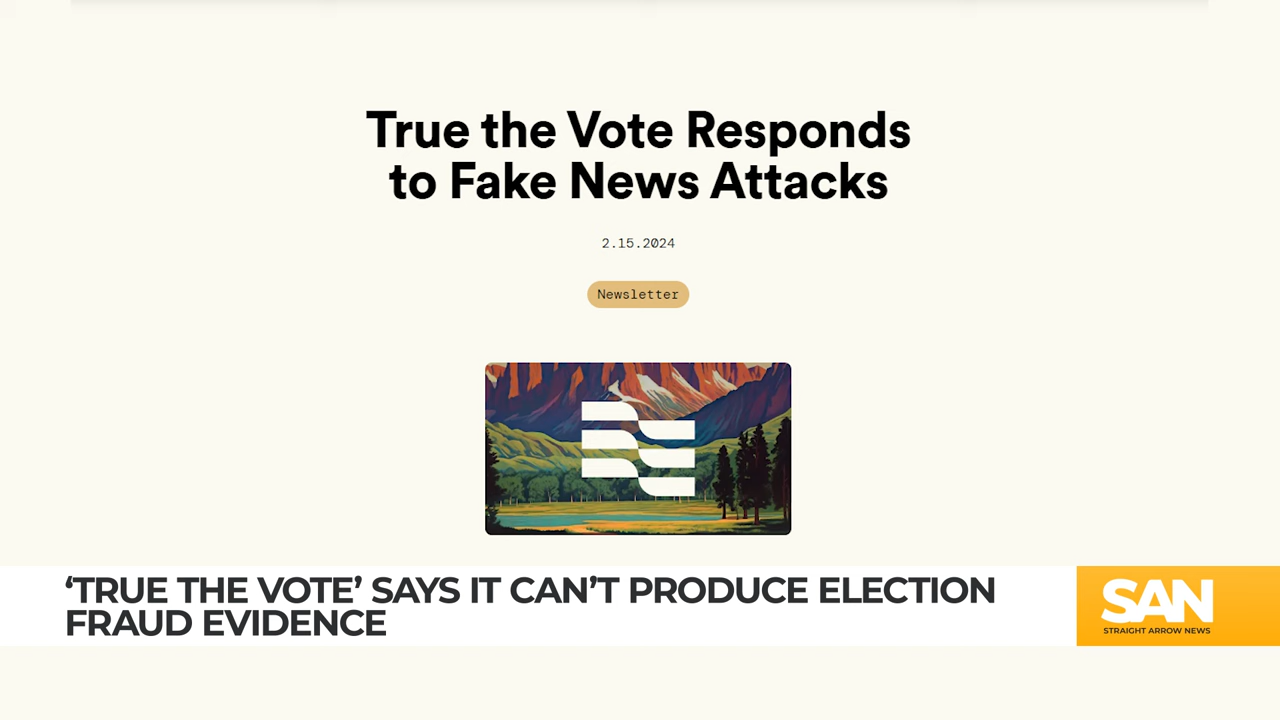 True the Vote Responds
to Fake News Attacks
2.15.2024
Newsletter
‘TRUE THE VOTE’ SAYS IT CAN’T PRODUCE ELECTION
FRAUD EVIDENCE
SAN
STRAIGHT ARROW NEWS